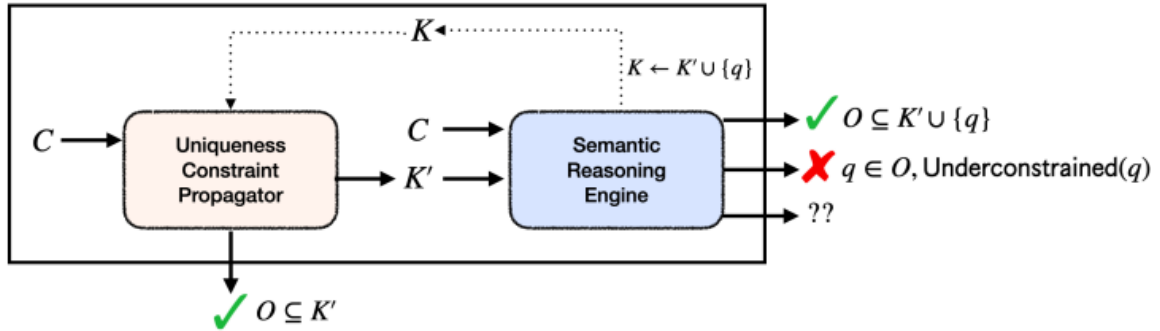 K
K ← K′ ∪ {q}
C
Uniqueness
Constraint
Propagator
C
K′
Semantic
Reasoning
Engine
✓ O ⊆ K′ ∪ {q}
✘ q ∈ O, Underconstrained(q)
??
✓ O ⊆ K′